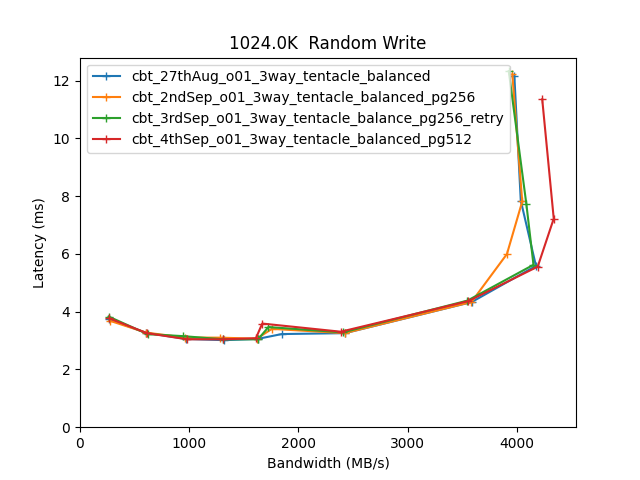 1024.0K  Random Write
cbt_27thAug_o01_3way_tentacle_balanced
cbt_2ndSep_o01_3way_tentacle_balanced_pg256
cbt_3rdSep_o01_3way_tentacle_balance_pg256_retry
cbt_4thSep_o01_3way_tentacle_balanced_pg512
Latency (ms)
12
10
8
6
4
2
0
0 1000 2000 3000 4000
Bandwidth (MB/s)